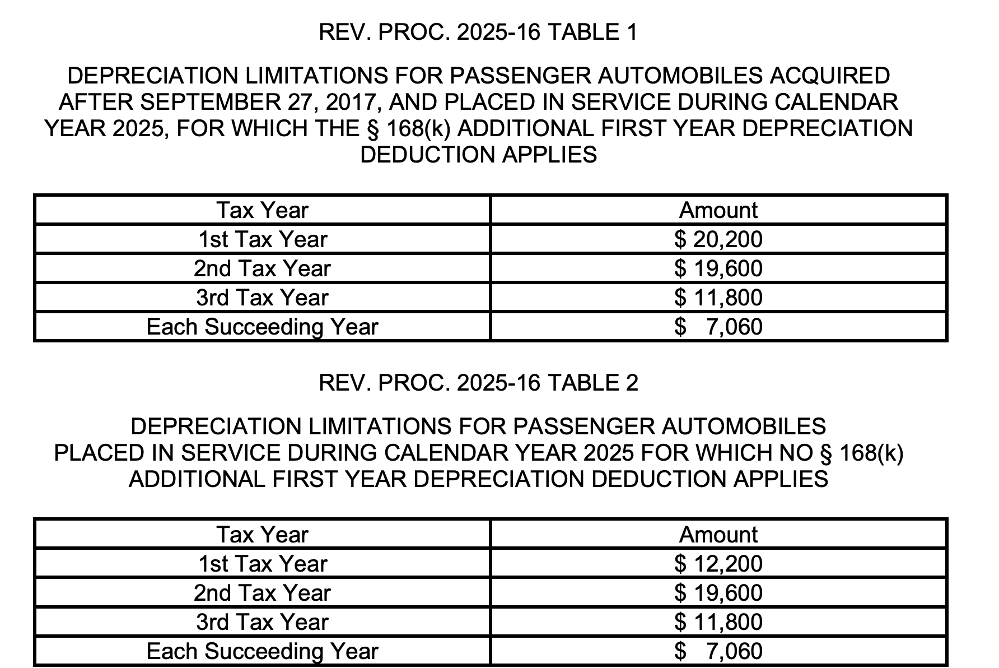 REV. PROC. 2025-16 TABLE 1
DEPRECIATION LIMITATIONS FOR PASSENGER AUTOMOBILES ACQUIRED
AFTER SEPTEMBER 27, 2017, AND PLACED IN SERVICE DURING CALENDAR
YEAR 2025, FOR WHICH THE § 168(k) ADDITIONAL FIRST YEAR DEPRECIATION
DEDUCTION APPLIES
Tax Year Amount
1st Tax Year $ 20,200
2nd Tax Year $ 19,600
3rd Tax Year $ 11,800
Each Succeeding Year $ 7,060
REV. PROC. 2025-16 TABLE 2
DEPRECIATION LIMITATIONS FOR PASSENGER AUTOMOBILES
PLACED IN SERVICE DURING CALENDAR YEAR 2025 FOR WHICH NO § 168(k)
ADDITIONAL FIRST YEAR DEPRECIATION DEDUCTION APPLIES
Tax Year Amount
1st Tax Year $ 12,200
2nd Tax Year $ 19,600
3rd Tax Year $ 11,800
Each Succeeding Year $ 7,060